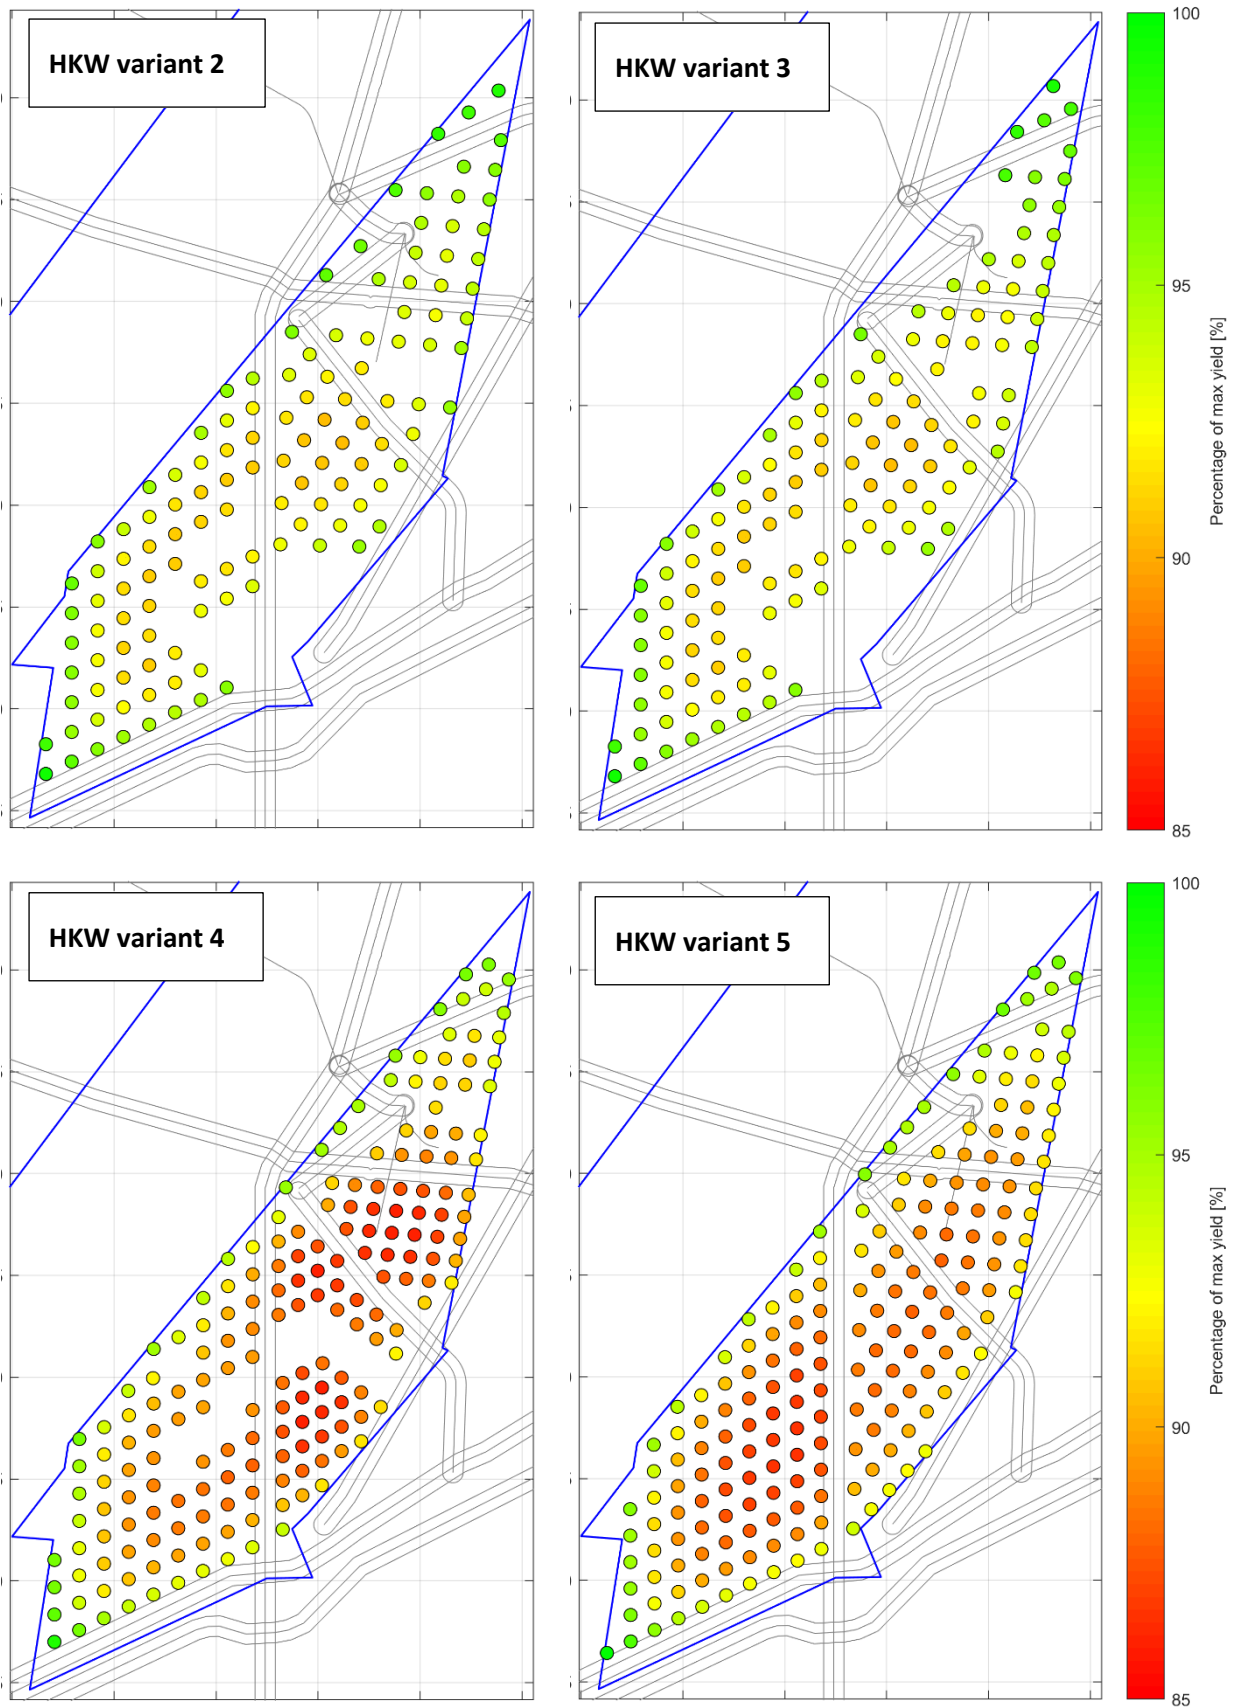 HKW variant 2
HKW variant 3
100
95
90
85
Percentage of max yield [%]
HKW variant 4
HKW variant 5
100
95
90
85
Percentage of max yield [%]